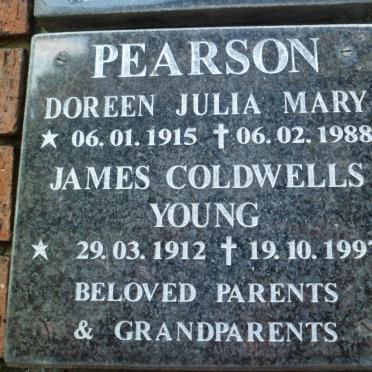 PEARSON
DOREEN JULIA MARY
★ 06.01.1915 ✝ 06.02.1988
JAMES COLDWELLS
YOUNG
★ 29.03.1912 ✝ 19.10.199
BELOVED PARENTS
& GRANDPARENTS